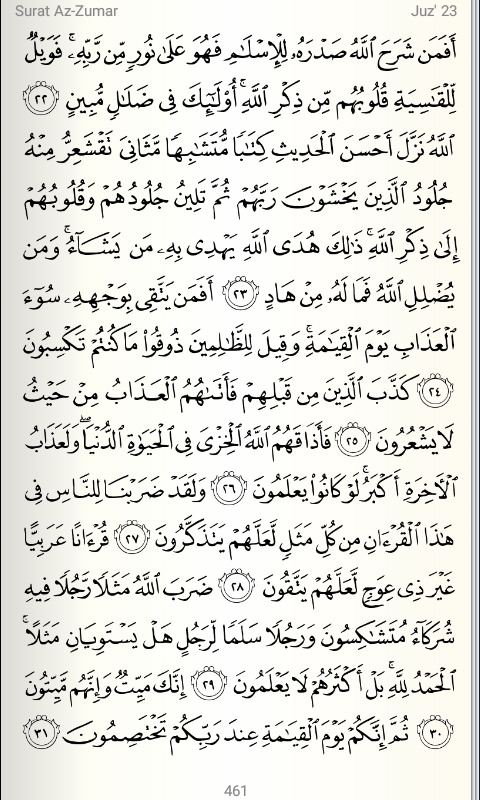 Surat Az-Zumar
Juz' 23
أَفَمَن شَرَحَ ٱللَّهُ صَدْرَهُۥ لِلْإِسْلَٰمِ فَهُوَ عَلَىٰ نُورٍ مِّن رَّبِّهِۦ ۚ فَوَيْلٌ
لِّلْقَٰسِيَةِ قُلُوبُهُم مِّن ذِكْرِ ٱللَّهِ ۚ أُو۟لَٰٓئِكَ فِى ضَلَٰلٍ مُّبِينٍ ٢٢
ٱللَّهُ نَزَّلَ أَحْسَنَ ٱلْحَدِيثِ كِتَٰبًا مُّتَشَٰبِهًا مَّثَانِىَ تَقْشَعِرُّ مِنْهُ
جُلُودُ ٱلَّذِينَ يَخْشَوْنَ رَبَّهُمْ ثُمَّ تَلِينُ جُلُودُهُمْ وَقُلُوبُهُمْ
إِلَىٰ ذِكْرِ ٱللَّهِ ۚ ذَٰلِكَ هُدَى ٱللَّهِ يَهْدِى بِهِۦ مَن يَشَآءُ ۚ وَمَن
يُضْلِلِ ٱللَّهُ فَمَا لَهُۥ مِنْ هَادٍ ٢٣ أَفَمَن يَتَّقِى بِوَجْهِهِۦ سُوٓءَ
ٱلْعَذَابِ يَوْمَ ٱلْقِيَٰمَةِ ۚ وَقِيلَ لِلظَّٰلِمِينَ ذُوقُوا۟ مَا كُنتُمْ تَكْسِبُونَ
٢٤ كَذَّبَ ٱلَّذِينَ مِن قَبْلِهِمْ فَأَتَىٰهُمُ ٱلْعَذَابُ مِنْ حَيْثُ
لَا يَشْعُرُونَ ٢٥ فَأَذَاقَهُمُ ٱللَّهُ ٱلْخِزْىَ فِى ٱلْحَيَوٰةِ ٱلدُّنْيَا ۖ وَلَعَذَابُ
ٱلْءَاخِرَةِ أَكْبَرُ ۚ لَوْ كَانُوا۟ يَعْلَمُونَ ٢٦ وَلَقَدْ ضَرَبْنَا لِلنَّاسِ فِى
هَٰذَا ٱلْقُرْءَانِ مِن كُلِّ مَثَلٍ لَّعَلَّهُمْ يَتَذَكَّرُونَ ٢٧ قُرْءَانًا عَرَبِيًّا
غَيْرَ ذِى عِوَجٍ لَّعَلَّهُمْ يَتَّقُونَ ٢٨ ضَرَبَ ٱللَّهُ مَثَلًا رَّجُلًا فِيهِ
شُرَكَآءُ مُتَشَٰكِسُونَ وَرَجُلًا سَلَمًا لِّرَجُلٍ هَلْ يَسْتَوِيَانِ مَثَلًا ۚ
ٱلْحَمْدُ لِلَّهِ ۚ بَلْ أَكْثَرُهُمْ لَا يَعْلَمُونَ ٢٩ إِنَّكَ مَيِّتٌ وَإِنَّهُم مَّيِّتُونَ
٣٠ ثُمَّ إِنَّكُمْ يَوْمَ ٱلْقِيَٰمَةِ عِندَ رَبِّكُمْ تَخْتَصِمُونَ ٣١
461